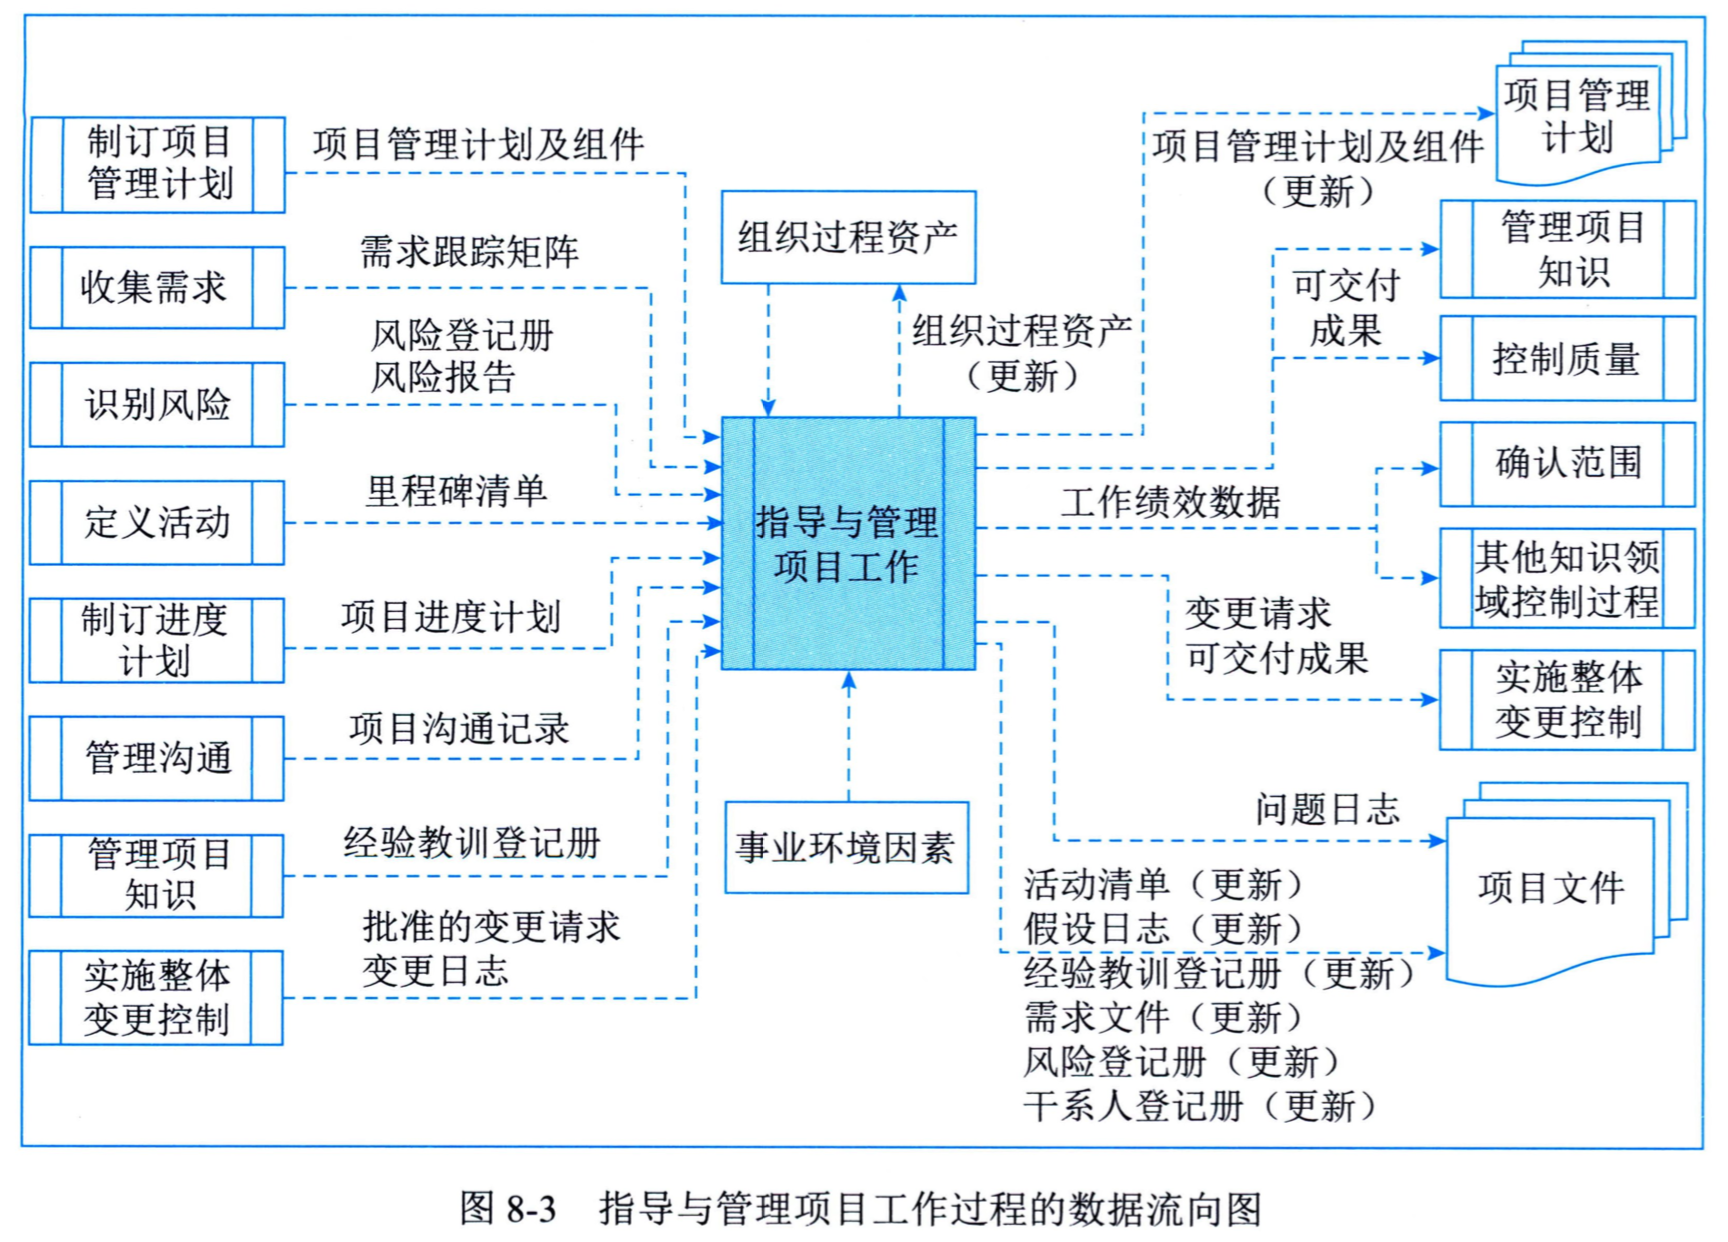 制订项目
管理计划
项目管理计划及组件
收集需求
需求跟踪矩阵
识别风险
风险登记册
风险报告
定义活动
里程碑清单
制订进度
计划
项目进度计划
管理沟通
项目沟通记录
管理项目
知识
经验教训登记册
实施整体
变更控制
批准的变更请求
变更日志
组织过程资产
组织过程资产
（更新）
指导与管理
项目工作
事业环境因素
项目管理计划及组件
（更新）
项目管理
计划
可交付
成果
管理项目
知识
控制质量
工作绩效数据
确认范围
其他知识领
域控制过程
变更请求
可交付成果
实施整体
变更控制
问题日志
活动清单（更新）
假设日志（更新）
经验教训登记册（更新）
需求文件（更新）
风险登记册（更新）
干系人登记册（更新）
项目文件
图 8-3 指导与管理项目工作过程的数据流向图